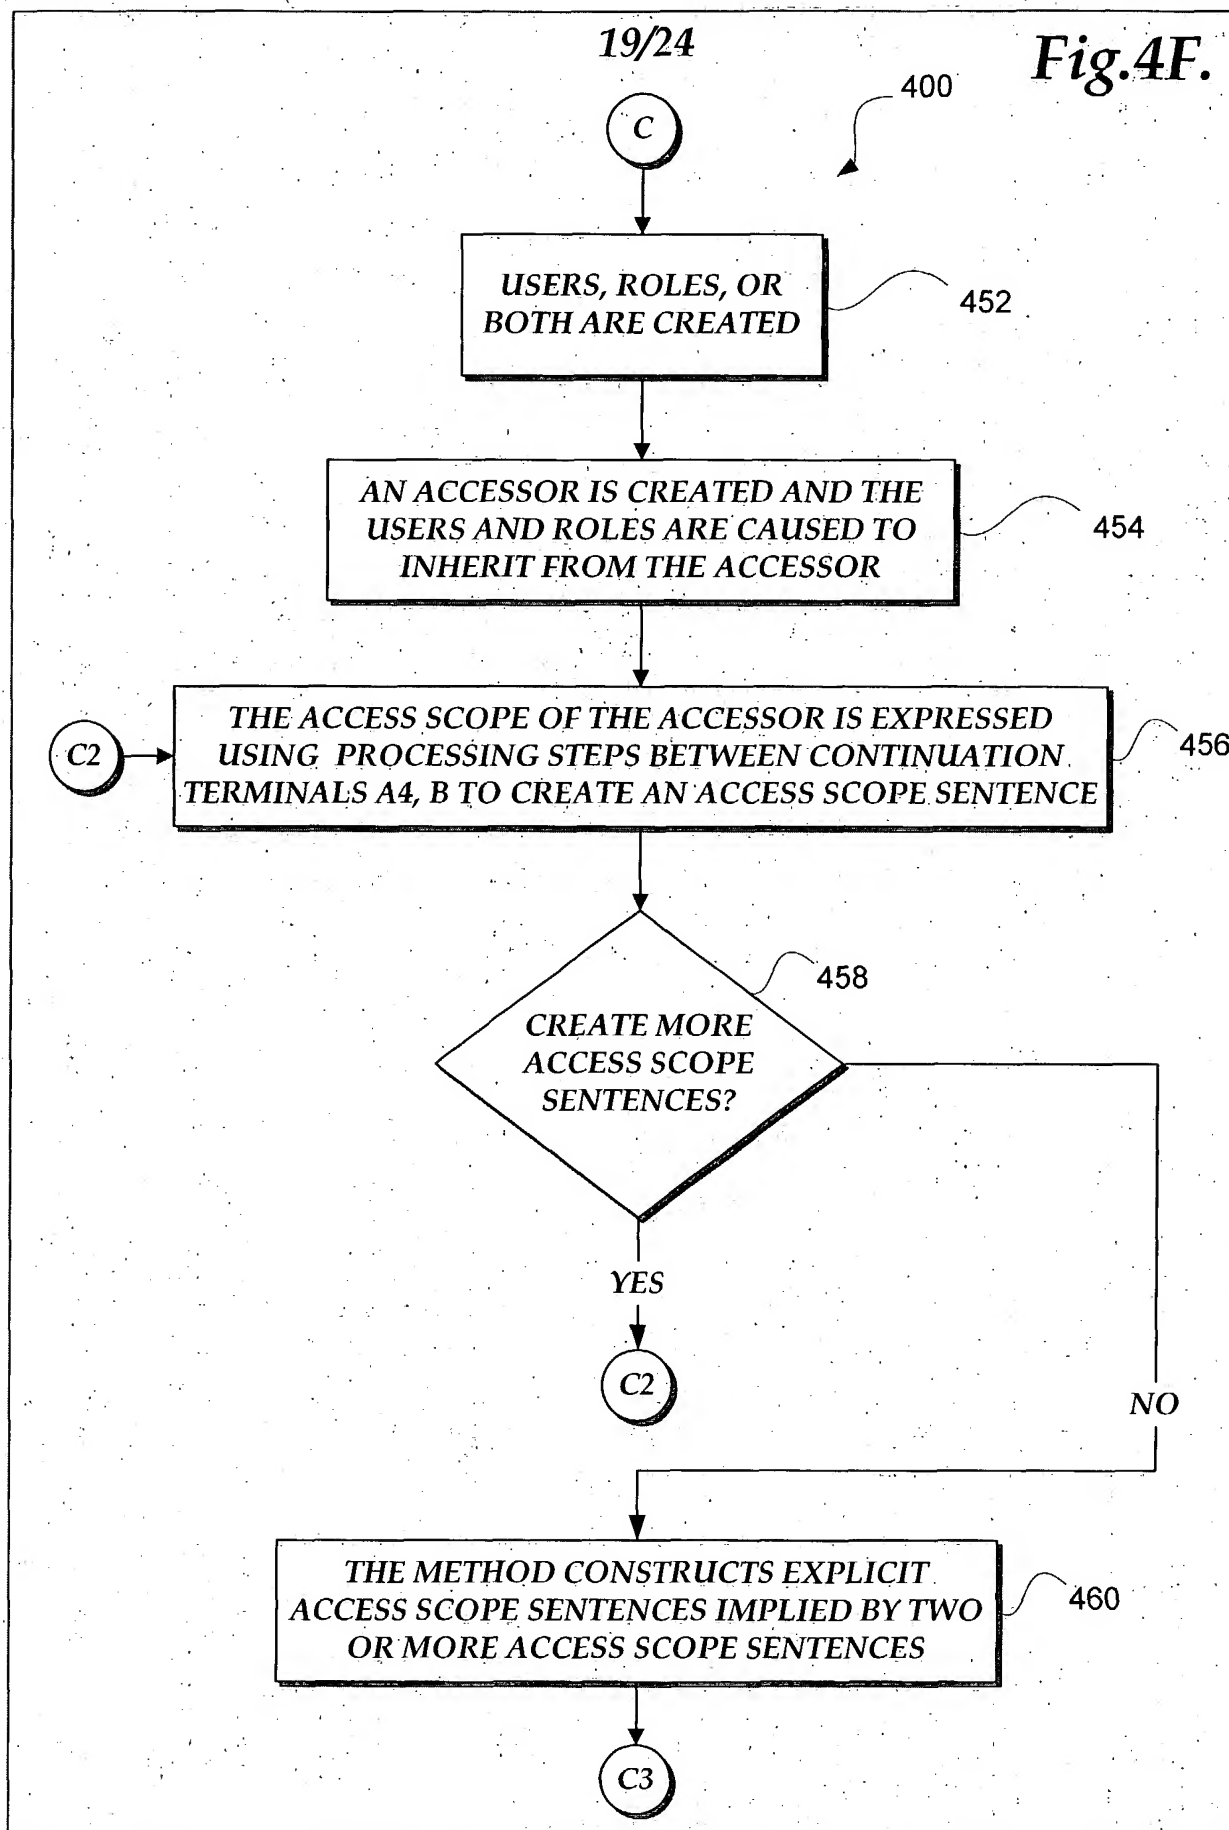 19/24
Fig.4F.
400
C
USERS, ROLES, OR
BOTH ARE CREATED
452
AN ACCESSOR IS CREATED AND THE
USERS AND ROLES ARE CAUSED TO
INHERIT FROM THE ACCESSOR
454
C2
THE ACCESS SCOPE OF THE ACCESSOR IS EXPRESSED
USING PROCESSING STEPS BETWEEN CONTINUATION
TERMINALS A4, B TO CREATE AN ACCESS SCOPE SENTENCE
456
458
CREATE MORE
ACCESS SCOPE
SENTENCES?
YES
C2
NO
THE METHOD CONSTRUCTS EXPLICIT
ACCESS SCOPE SENTENCES IMPLIED BY TWO
OR MORE ACCESS SCOPE SENTENCES
460
C3